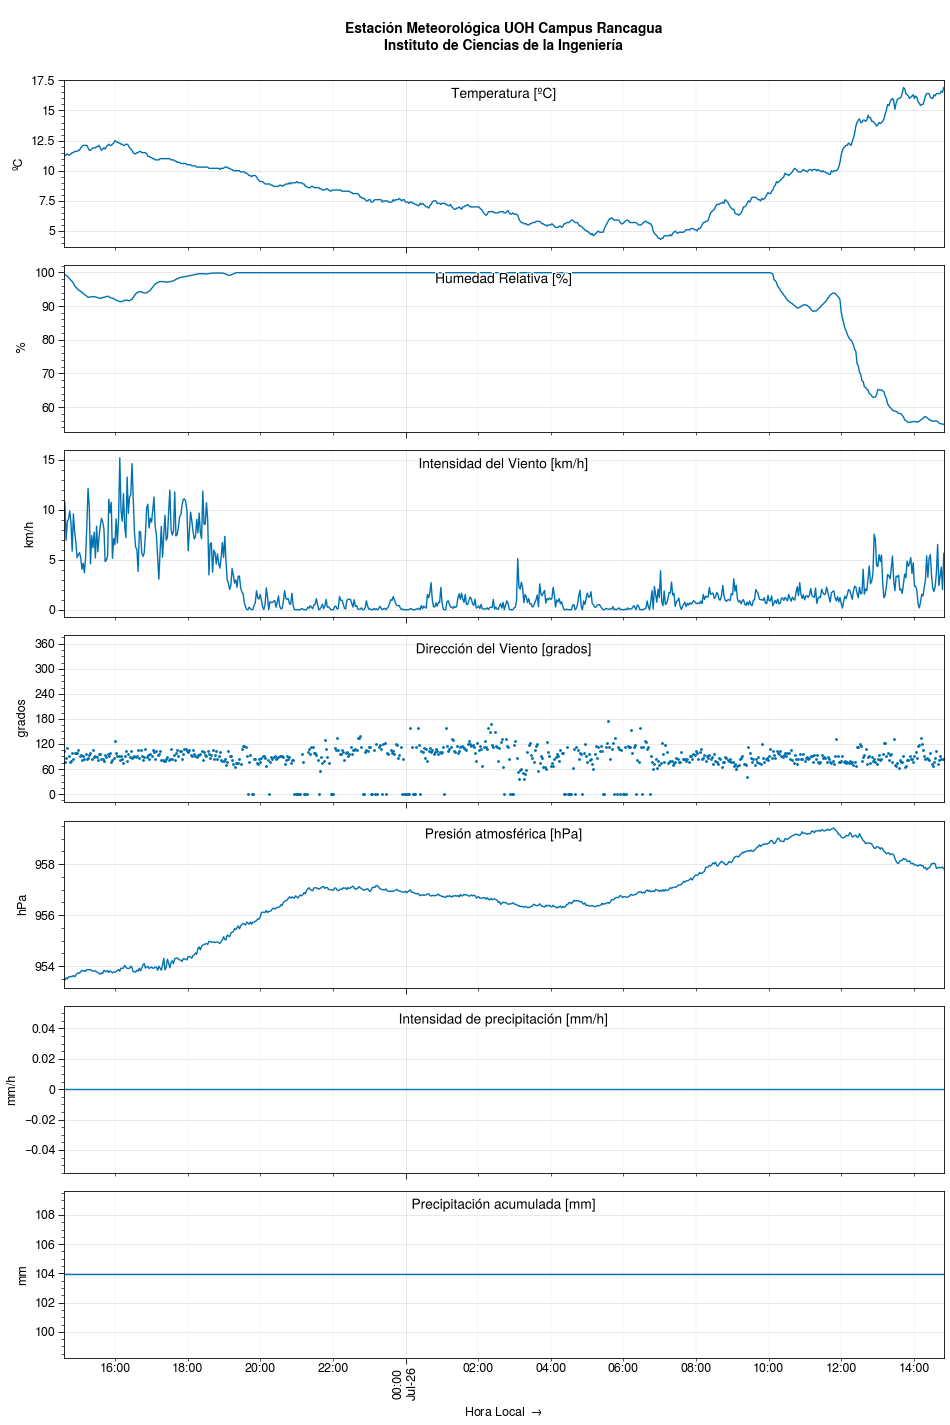 Estación Meteorológica UOH Campus Rancagua
Instituto de Ciencias de la Ingeniería
Temperatura [ºC]
17.5
15
12.5
10
7.5
5
ºC
Humedad Relativa [%]
100
90
80
70
60
%
Intensidad del Viento [km/h]
15
10
5
0
km/h
Dirección del Viento [grados]
360
300
240
180
120
60
0
grados
Presión atmosférica [hPa]
958
956
954
hPa
Intensidad de precipitación [mm/h]
0.04
0.02
0
−0.02
−0.04
mm/h
Precipitación acumulada [mm]
108
106
104
102
100
mm
16:00 18:00 20:00 22:00 00:00 02:00 04:00 06:00 08:00 10:00 12:00 14:00
Jul-26
Hora Local →